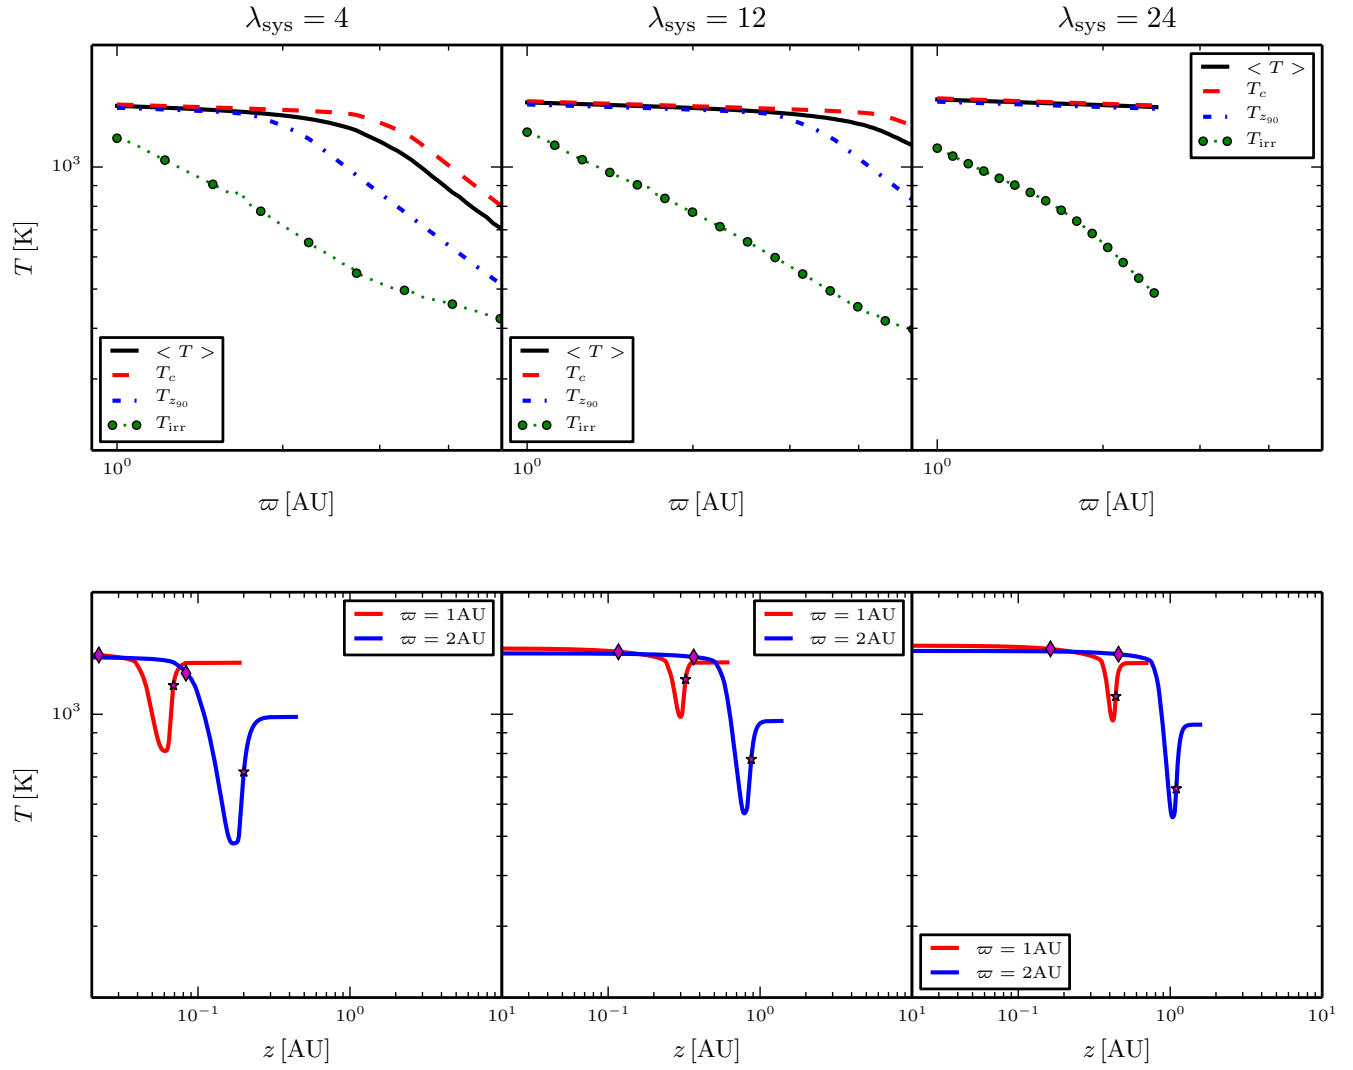 λsys = 4
λsys = 12
λsys = 24
T [K]
10³
< T >
Tc
Tz90
Tirr
< T >
Tc
Tz90
Tirr
< T >
Tc
Tz90
Tirr
10⁰
10⁰
10⁰
ϖ [AU]
ϖ [AU]
ϖ [AU]
T [K]
10³
ϖ = 1AU
ϖ = 2AU
ϖ = 1AU
ϖ = 2AU
ϖ = 1AU
ϖ = 2AU
10⁻¹
10⁰
10¹
10⁻¹
10⁰
10¹
10⁻¹
10⁰
10¹
z [AU]
z [AU]
z [AU]